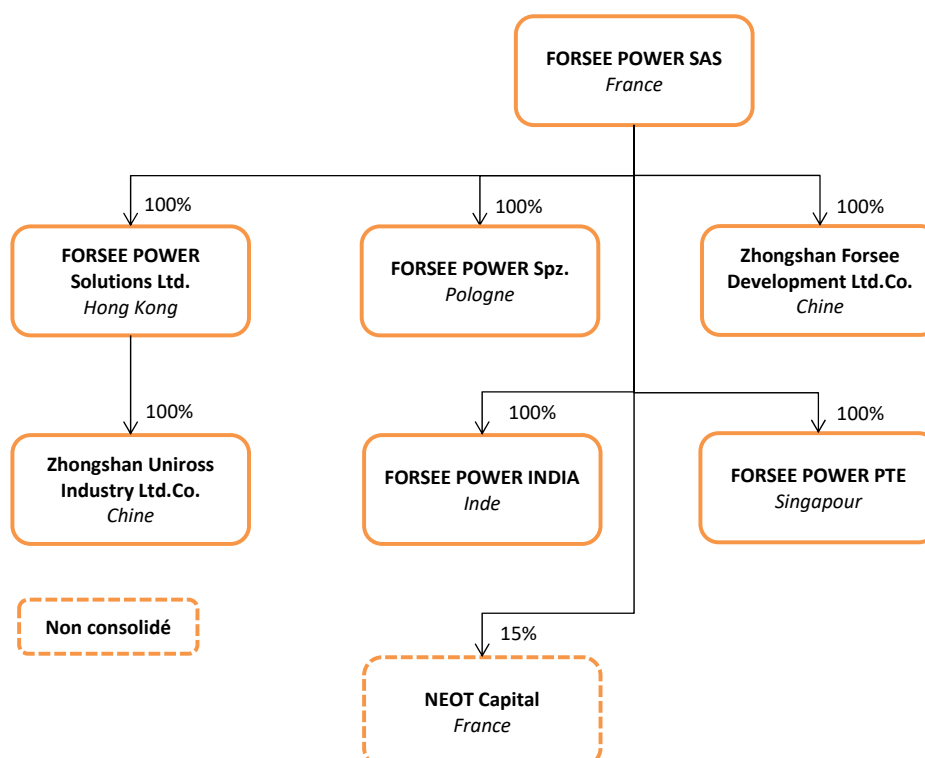 FORSEE POWER SAS
France
100%
100%
100%
FORSEE POWER
Solutions Ltd.
Hong Kong
FORSEE POWER Spz.
Pologne
Zhongshan Forsee
Development Ltd.Co.
Chine
100%
100%
100%
Zhongshan Uniross
Industry Ltd.Co.
Chine
FORSEE POWER INDIA
Inde
FORSEE POWER PTE
Singapour
Non consolidé
15%
NEOT Capital
France